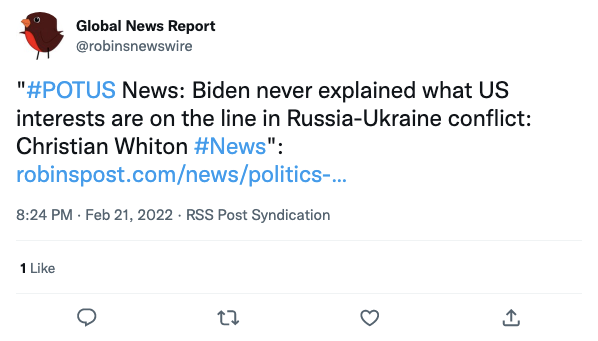 Global News Report
@robinsnewswire
"#POTUS News: Biden never explained what US
interests are on the line in Russia-Ukraine conflict:
Christian Whiton #News":
robinspost.com/news/politics-...
8:24 PM · Feb 21, 2022 · RSS Post Syndication
1 Like